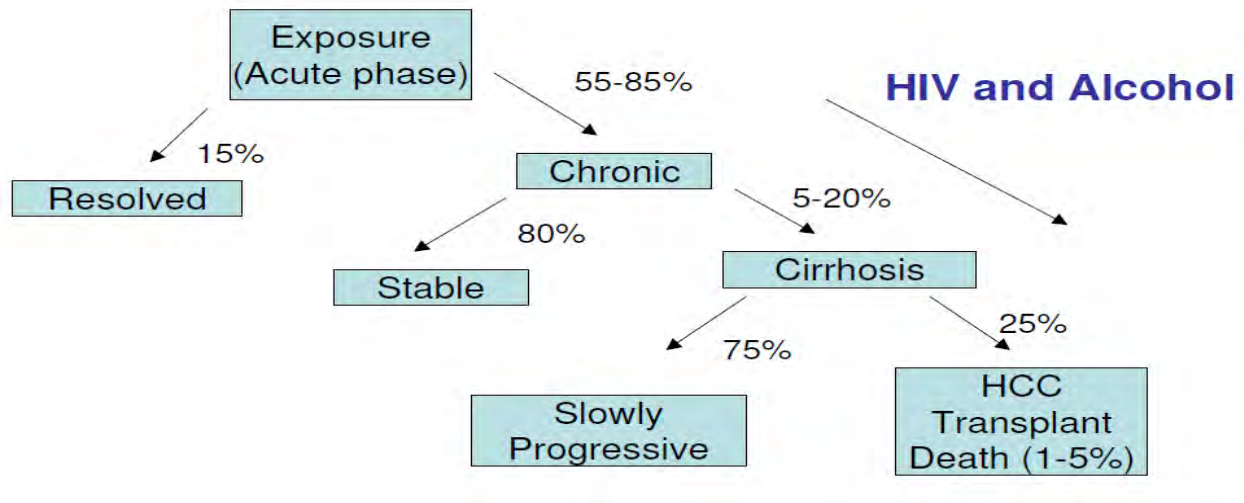 Exposure
(Acute phase)
55-85%
HIV and Alcohol
15%
Chronic
Resolved
5-20%
80%
Cirrhosis
Stable
25%
75%
HCC
Transplant
Death (1-5%)
Slowly
Progressive